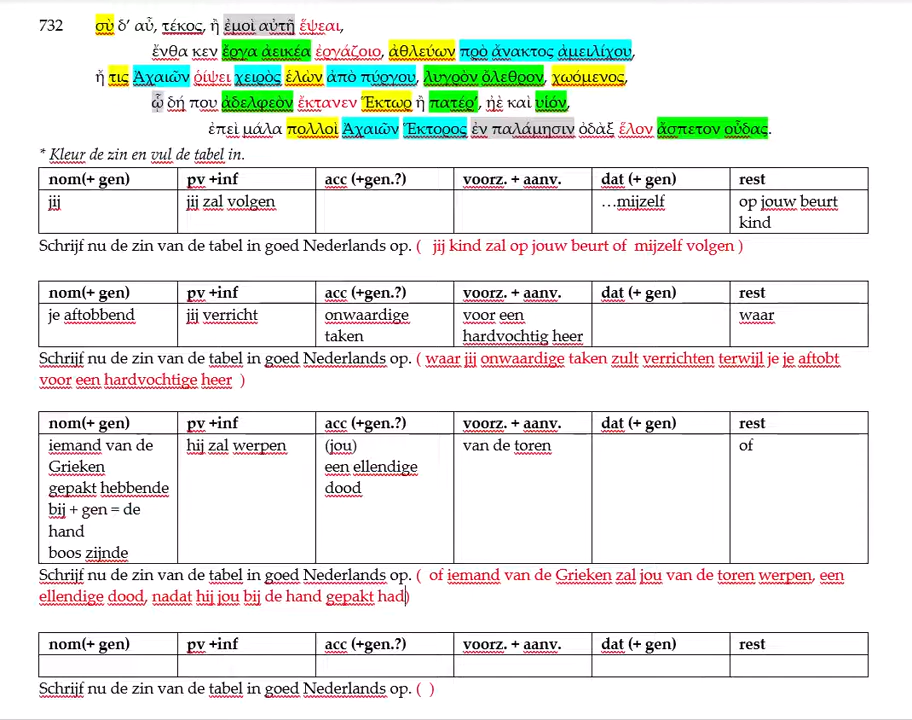 732 σὺ δ’ αὖ, τέκος, ἢ ἐμοὶ αὐτῇ ἕψεαι,
ἔνθα κεν ἔργα ἀεικέα ἐργάζοιο, ἀθλεύων πρὸ ἄνακτος ἀμειλίχου,
ἤ τις Ἀχαιῶν ῥίψει χειρὸς ἑλὼν ἀπὸ πύργου, λυγρὸν ὄλεθρον, χωόμενος,
ᾧ δή που ἀδελφεὸν ἔκτανεν Ἕκτωρ ἢ πατέρ’, ἠὲ καὶ υἱόν,
ἐπεὶ μάλα πολλοὶ Ἀχαιῶν Ἕκτορος ἐν παλάμησιν ὀδὰξ ἕλον ἄσπετον οὖδας.
* Kleur de zin en vul de tabel in.
nom(+ gen) pv +inf acc (+gen.?) voorz. + aanv. dat (+ gen) rest
jij jij zal volgen …mijzelf op jouw beurt
kind
Schrijf nu de zin van de tabel in goed Nederlands op. ( jij kind zal op jouw beurt of mijzelf volgen )
nom(+ gen) pv +inf acc (+gen.?) voorz. + aanv. dat (+ gen) rest
je aftobbend jij verricht onwaardige voor een waar
taken hardvochtig heer
Schrijf nu de zin van de tabel in goed Nederlands op. ( waar jij onwaardige taken zult verrichten terwijl je je aftobt
voor een hardvochtige heer )
nom(+ gen) pv +inf acc (+gen.?) voorz. + aanv. dat (+ gen) rest
iemand van de hij zal werpen (jou) van de toren of
Grieken een ellendige
gepakt hebbende dood
bij + gen = de
hand
boos zijnde
Schrijf nu de zin van de tabel in goed Nederlands op. ( of iemand van de Grieken zal jou van de toren werpen, een
ellendige dood, nadat hij jou bij de hand gepakt had)
nom(+ gen) pv +inf acc (+gen.?) voorz. + aanv. dat (+ gen) rest
Schrijf nu de zin van de tabel in goed Nederlands op. ( )